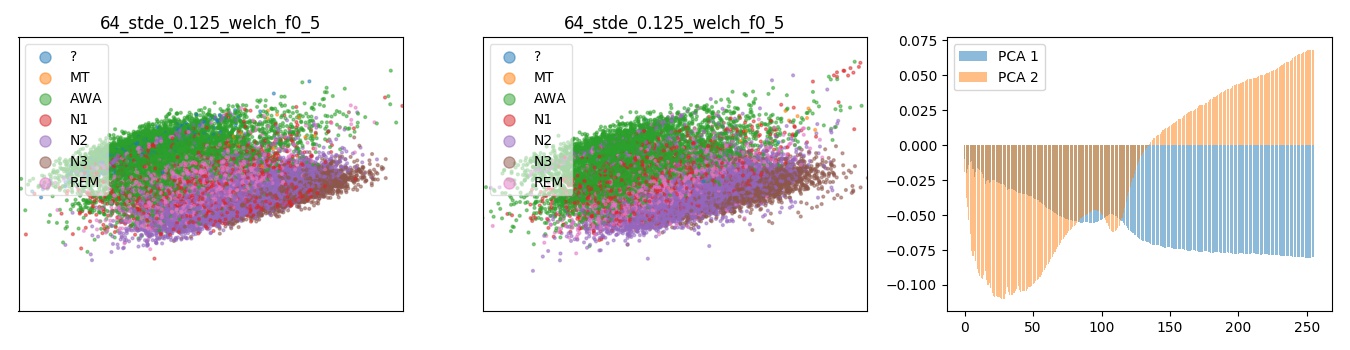 64_stde_0.125_welch_f0_5
?
MT
AWA
N1
N2
N3
REM
64_stde_0.125_welch_f0_5
?
MT
AWA
N1
N2
N3
REM
PCA 1
PCA 2
0.075
0.050
0.025
0.000
-0.025
-0.050
-0.075
-0.100
0 50 100 150 200 250